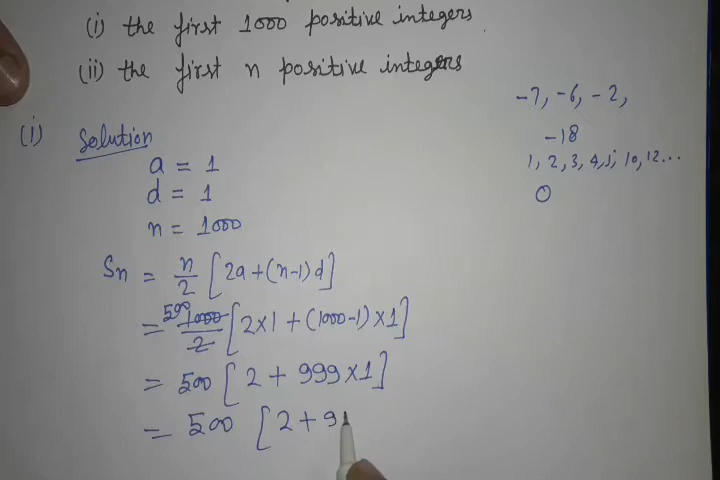 (i) the first 1000 positive integers
(ii) the first n positive integers
-7, -6, -2,
-18
1, 2, 3, 4, 10, 12...
0
(i) Solution
a = 1
d = 1
n = 1000
Sn = n/2 [2a+(n-1)d]
= 500 1000/2 [2×1 + (1000-1)×1]
= 500 [2 + 999×1]
= 500 [2+9